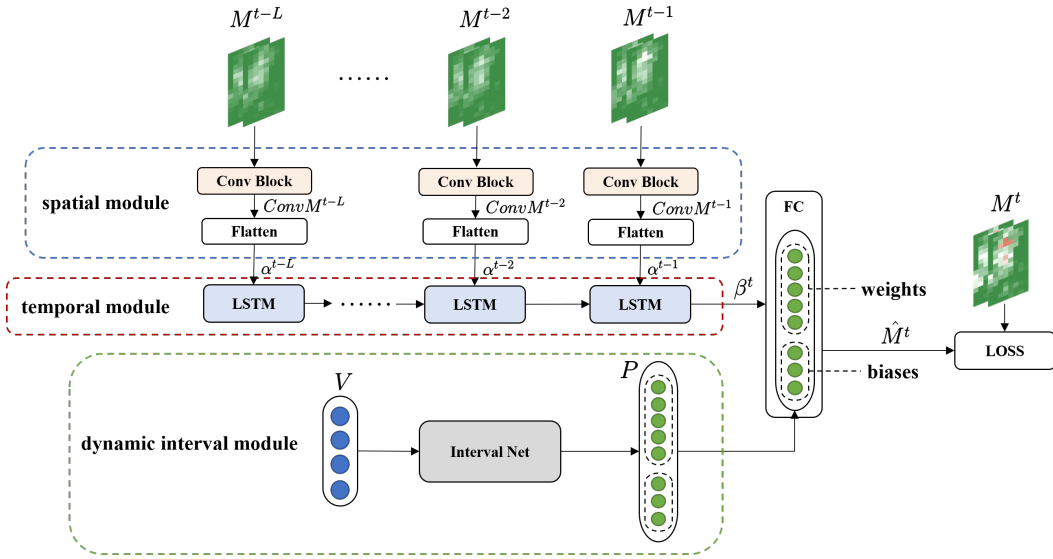 M^{t-L}
M^{t-2}
M^{t-1}
......
Conv Block
Conv Block
Conv Block
spatial module
ConvM^{t-L}
ConvM^{t-2}
ConvM^{t-1}
FC
M^t
Flatten
Flatten
Flatten
α^{t-L}
α^{t-2}
α^{t-1}
temporal module
LSTM
......
LSTM
LSTM
β^t
weights
M̂^t
LOSS
biases
V
P
dynamic interval module
Interval Net